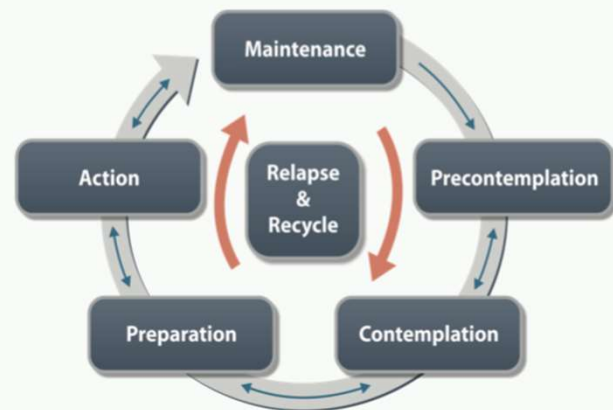 Maintenance
Precontemplation
Contemplation
Preparation
Action
Relapse
&
Recycle